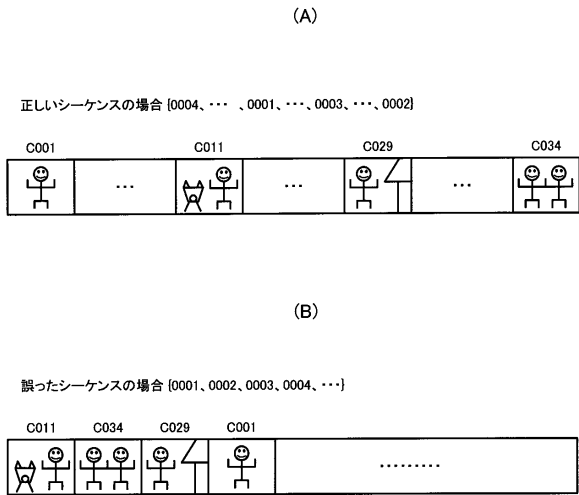 (A)
正しいシーケンスの場合 {0004、・・・ 、0001、・・・、0003、・・・、0002}
C001 C011 C029 C034
・・・ ・・・ ・・・
(B)
誤ったシーケンスの場合 {0001、0002、0003、0004、・・・}
C011 C034 C029 C001
・・・・・・・・・